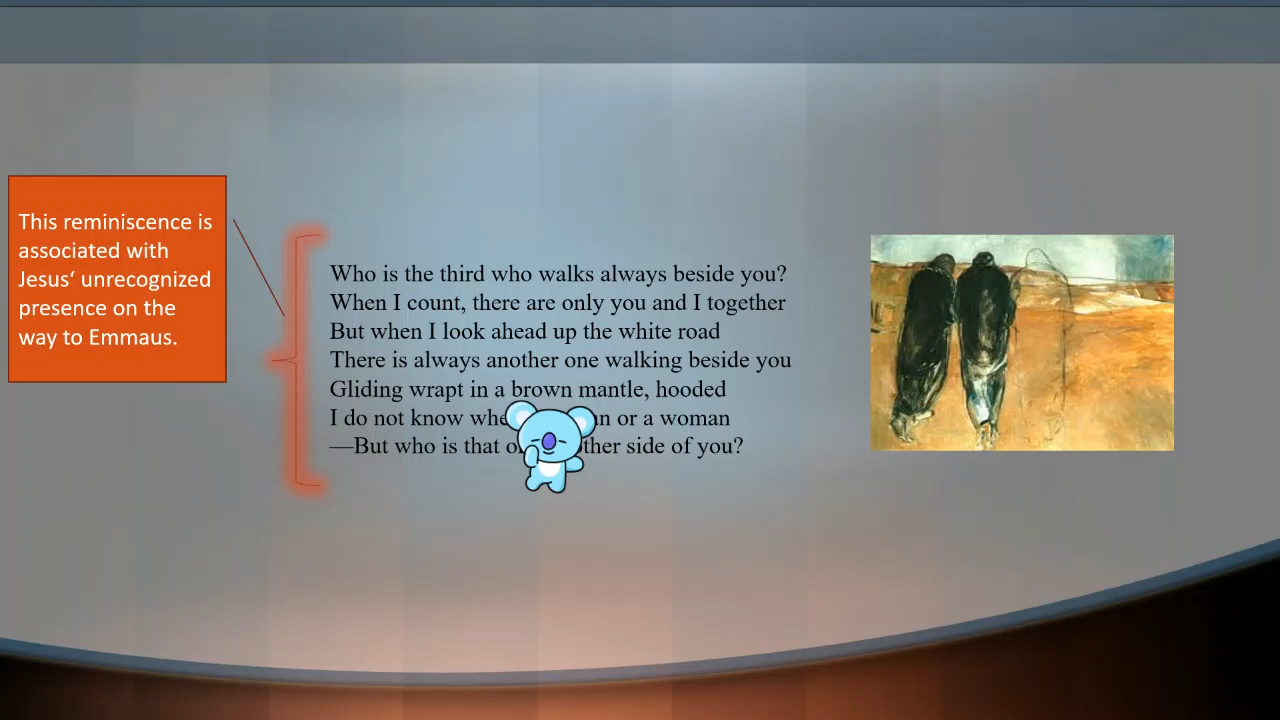 This reminiscence is
associated with
Jesus‘ unrecognized
presence on the
way to Emmaus.
Who is the third who walks always beside you?
When I count, there are only you and I together
But when I look ahead up the white road
There is always another one walking beside you
Gliding wrapt in a brown mantle, hooded
I do not know or a woman
—But who is that side of you?